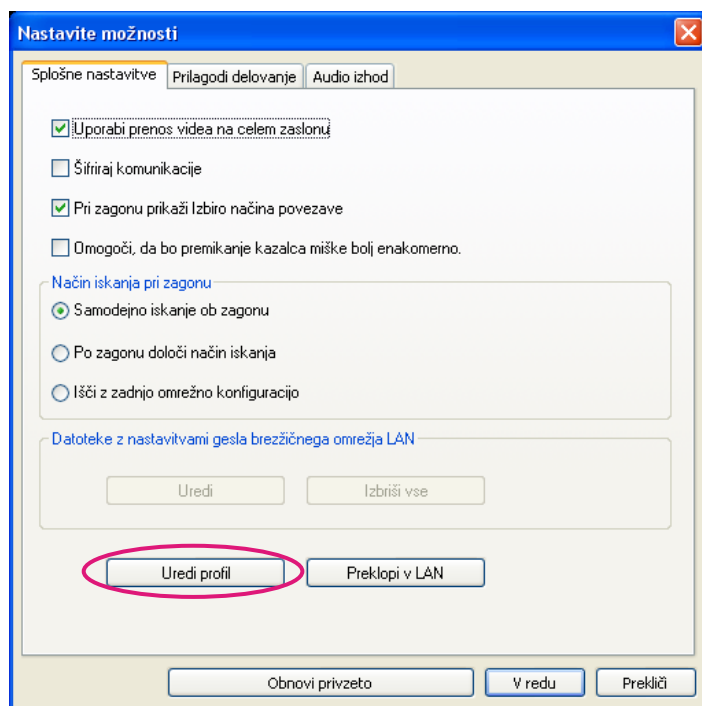 Nastavite možnosti
Splošne nastavitve
Prilagodi delovanje
Audio izhod
Uporabi prenos videa na celem zaslonu
Šifriraj komunikacije
Pri zagonu prikaži Izbiro načina povezave
Omogoči, da bo premikanje kazalca miške bolj enakomerno.
Način iskanja pri zagonu
Samodejno iskanje ob zagonu
Po zagonu določi način iskanja
Išči z zadnjo omrežno konfiguracijo
Datoteke z nastavitvami gesla brezžičnega omrežja LAN
Uredi
Izbriši vse
Uredi profil
Preklopi v LAN
Obnovi privzeto
V redu
Prekliči